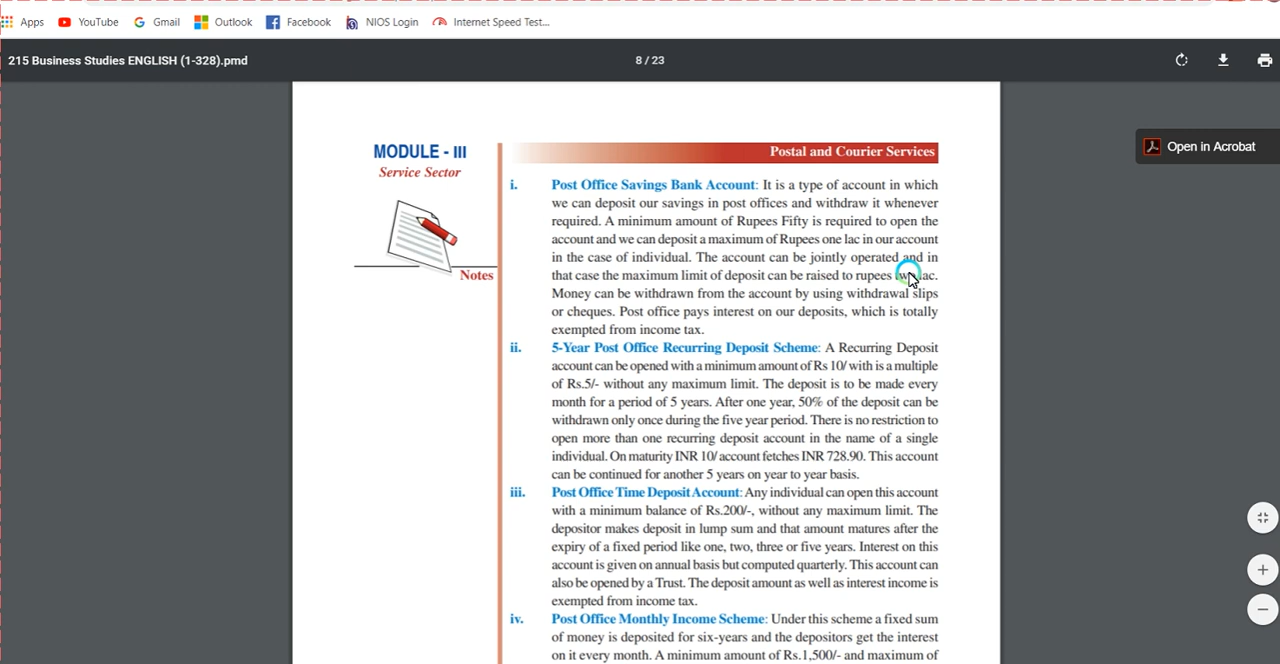 Apps YouTube Gmail Outlook Facebook NIOS Login Internet Speed Test...
215 Business Studies ENGLISH (1-328).pmd 8 / 23
Open in Acrobat
MODULE - III
Service Sector
Notes
Postal and Courier Services
i. Post Office Savings Bank Account: It is a type of account in which
we can deposit our savings in post offices and withdraw it whenever
required. A minimum amount of Rupees Fifty is required to open the
account and we can deposit a maximum of Rupees one lac in our account
in the case of individual. The account can be jointly operated and in
that case the maximum limit of deposit can be raised to rupees two lac.
Money can be withdrawn from the account by using withdrawal slips
or cheques. Post office pays interest on our deposits, which is totally
exempted from income tax.
ii. 5-Year Post Office Recurring Deposit Scheme: A Recurring Deposit
account can be opened with a minimum amount of Rs 10/ with is a multiple
of Rs.5/- without any maximum limit. The deposit is to be made every
month for a period of 5 years. After one year, 50% of the deposit can be
withdrawn only once during the five year period. There is no restriction to
open more than one recurring deposit account in the name of a single
individual. On maturity INR 10/ account fetches INR 728.90. This account
can be continued for another 5 years on year to year basis.
iii. Post Office Time Deposit Account: Any individual can open this account
with a minimum balance of Rs.200/-, without any maximum limit. The
depositor makes deposit in lump sum and that amount matures after the
expiry of a fixed period like one, two, three or five years. Interest on this
account is given on annual basis but computed quarterly. This account can
also be opened by a Trust. The deposit amount as well as interest income is
exempted from income tax.
iv. Post Office Monthly Income Scheme: Under this scheme a fixed sum
of money is deposited for six-years and the depositors get the interest
on it every month. A minimum amount of Rs.1,500/- and maximum of